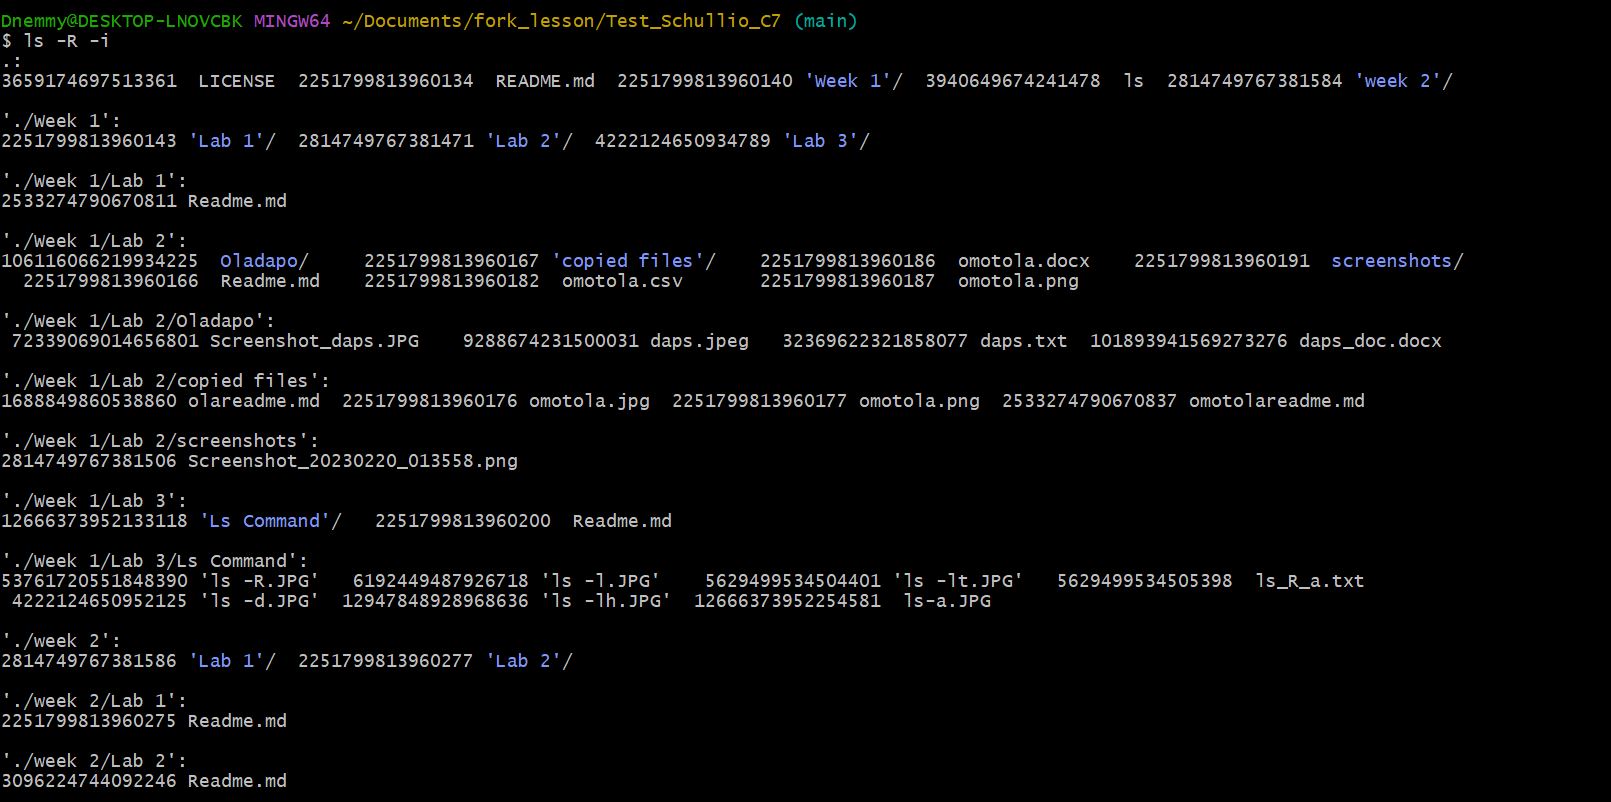 Dnemmy@DESKTOP-LNOVCBK MINGW64 ~/Documents/fork_lesson/Test_Schullio_C7 (main)
$ ls -R -i
.:
3659174697513361  LICENSE  2251799813960134  README.md  2251799813960140 'Week 1'/  3940649674241478  ls  2814749767381584 'week 2'/

'./Week 1':
2251799813960143 'Lab 1'/  2814749767381471 'Lab 2'/  4222124650934789 'Lab 3'/

'./Week 1/Lab 1':
2533274790670811 Readme.md

'./Week 1/Lab 2':
106116066219934225  Oladapo/     2251799813960167 'copied files'/    2251799813960186  omotola.docx    2251799813960191  screenshots/
  2251799813960166  Readme.md    2251799813960182  omotola.csv       2251799813960187  omotola.png

'./Week 1/Lab 2/Oladapo':
 72339069014656801 Screenshot_daps.JPG    9288674231500031 daps.jpeg   32369622321858077 daps.txt  101893941569273276 daps_doc.docx

'./Week 1/Lab 2/copied files':
1688849860538860 olareadme.md  2251799813960176 omotola.jpg  2251799813960177 omotola.png  2533274790670837 omotolareadme.md

'./Week 1/Lab 2/screenshots':
2814749767381506 Screenshot_20230220_013558.png

'./Week 1/Lab 3':
12666373952133118 'Ls Command'/   2251799813960200  Readme.md

'./Week 1/Lab 3/Ls Command':
53761720551848390 'ls -R.JPG'   6192449487926718 'ls -l.JPG'    5629499534504401 'ls -lt.JPG'   5629499534505398  ls_R_a.txt
 4222124650952125 'ls -d.JPG'  12947848928968636 'ls -lh.JPG'  12666373952254581  ls-a.JPG

'./week 2':
2814749767381586 'Lab 1'/  2251799813960277 'Lab 2'/

'./week 2/Lab 1':
2251799813960275 Readme.md

'./week 2/Lab 2':
3096224744092246 Readme.md